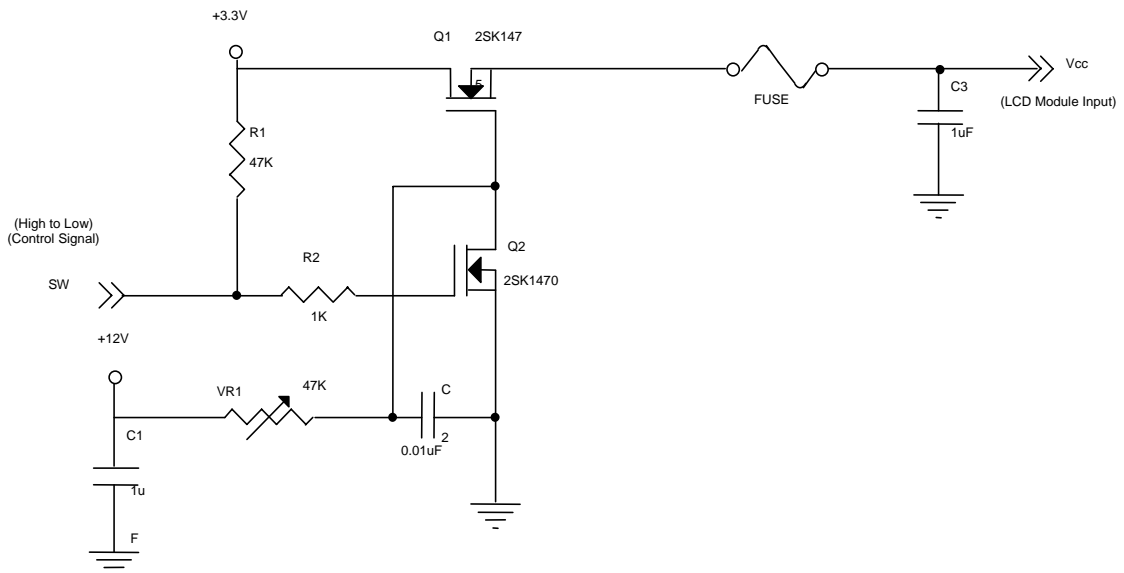 +3.3V
Q1 2SK147
5
Vcc
FUSE
C3
(LCD Module Input)
1uF
R1
47K
(High to Low)
(Control Signal)
Q2
R2
SW
2SK1470
1K
+12V
VR1
47K
C
C1
2
0.01uF
1u
F